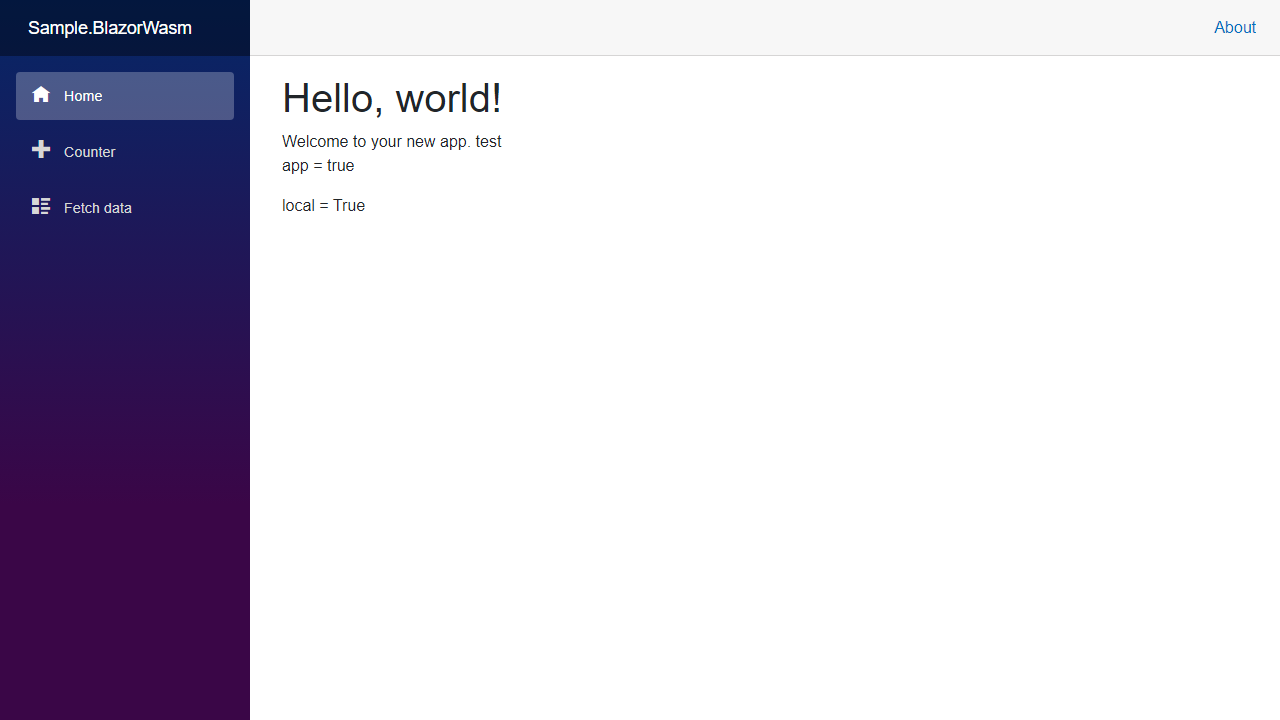 Sample.BlazorWasm
About
Home
Counter
Fetch data
Hello, world!
Welcome to your new app. test
app = true
local = True